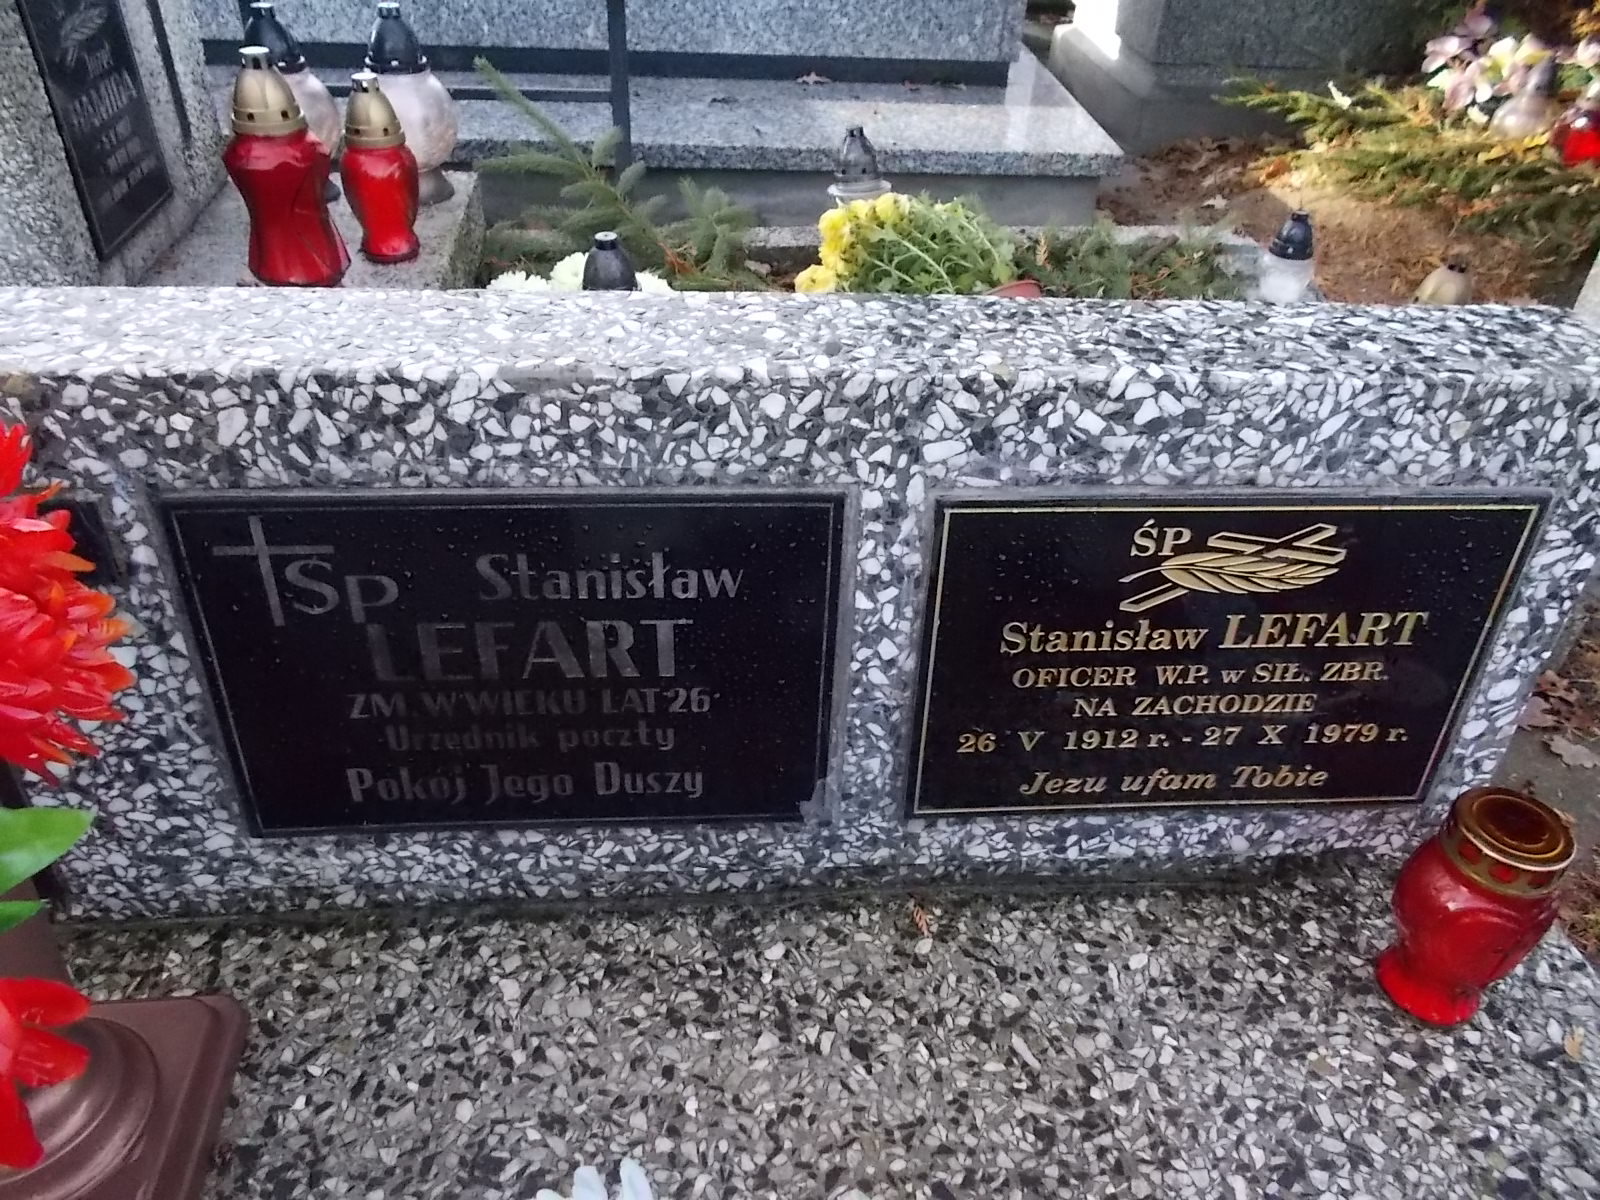 ŚP Stanisław
LEFART
ZM. W WIEKU LAT 26
Urzędnik poczty
Pokój Jego Duszy
ŚP
Stanisław LEFART
OFICER W.P. w SIŁ. ZBR.
NA ZACHODZIE
26 V 1912 r. - 27 X 1979 r.
Jezu ufam Tobie